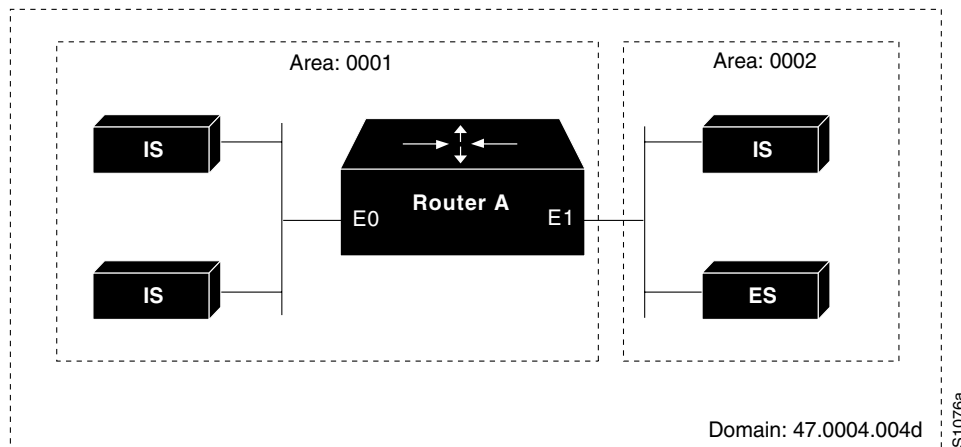 Area: 0001
Area: 0002
IS
IS
Router A
E0
E1
IS
ES
Domain: 47.0004.004d
S1076a